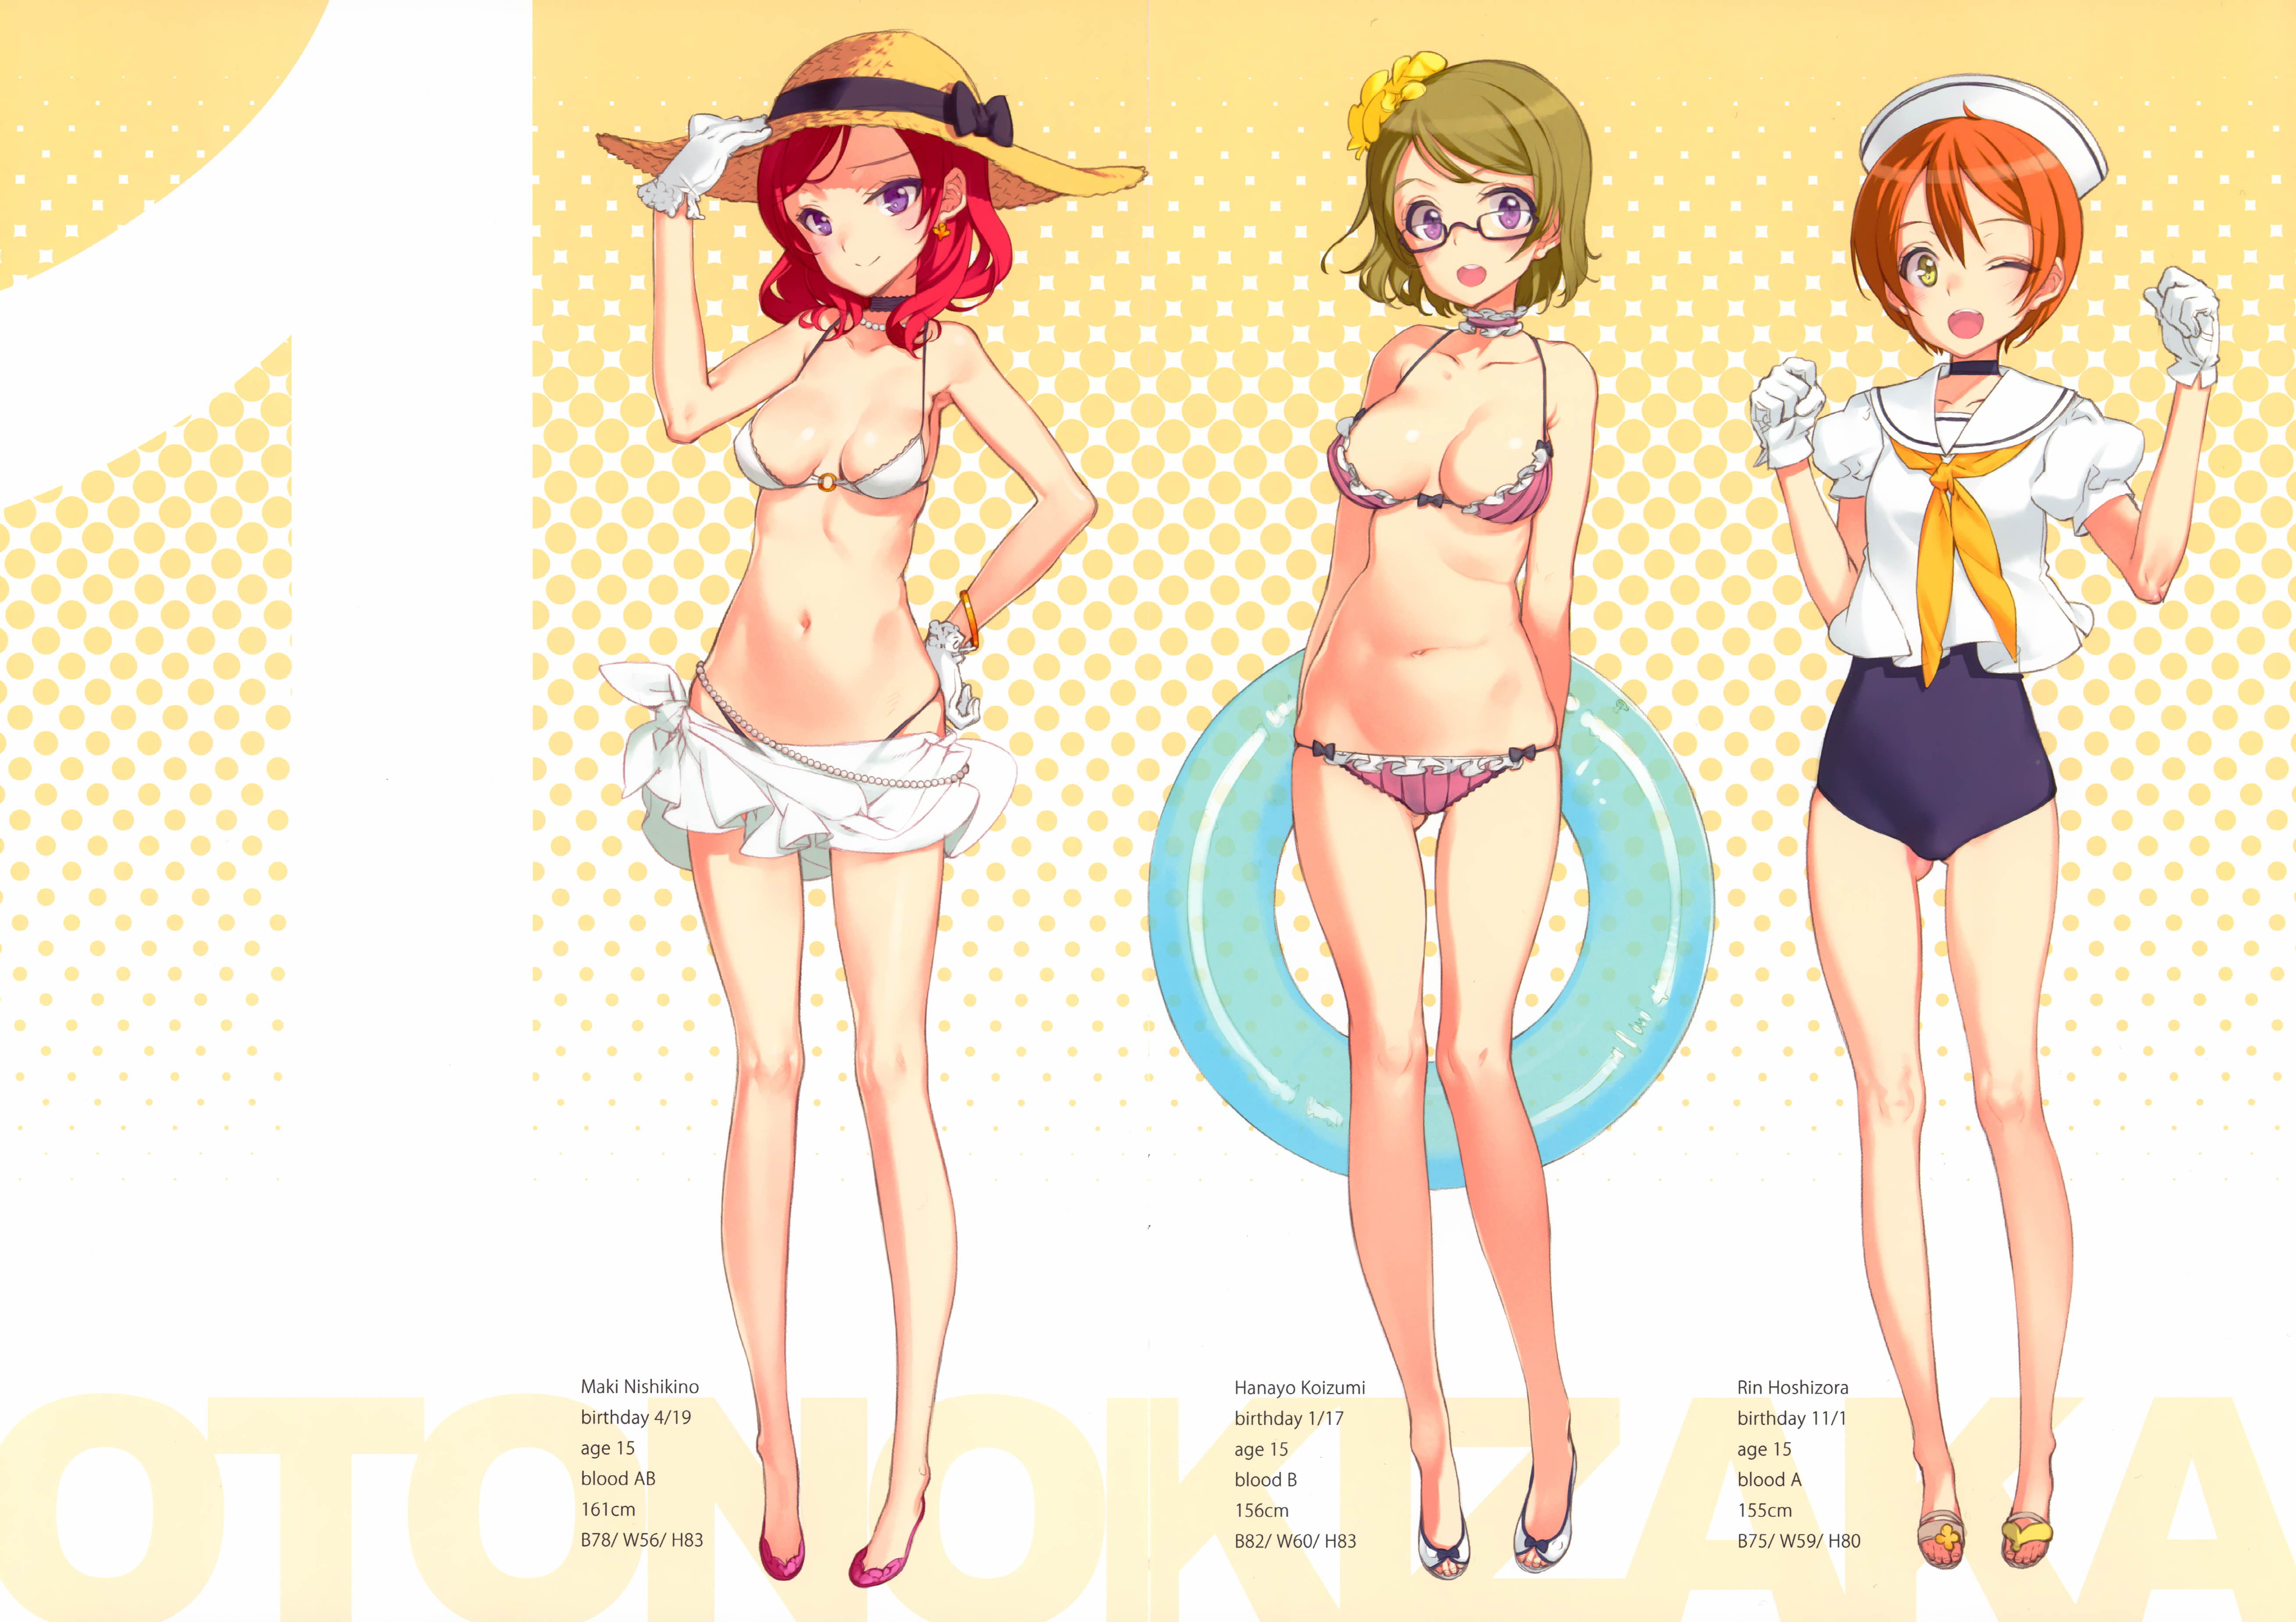 1
Maki Nishikino
birthday 4/19
age 15
blood AB
161cm
B78/ W56/ H83
Hanayo Koizumi
birthday 1/17
age 15
blood B
156cm
B82/ W60/ H83
Rin Hoshizora
birthday 11/1
age 15
blood A
155cm
B75/ W59/ H80
OTONOKIZAKA